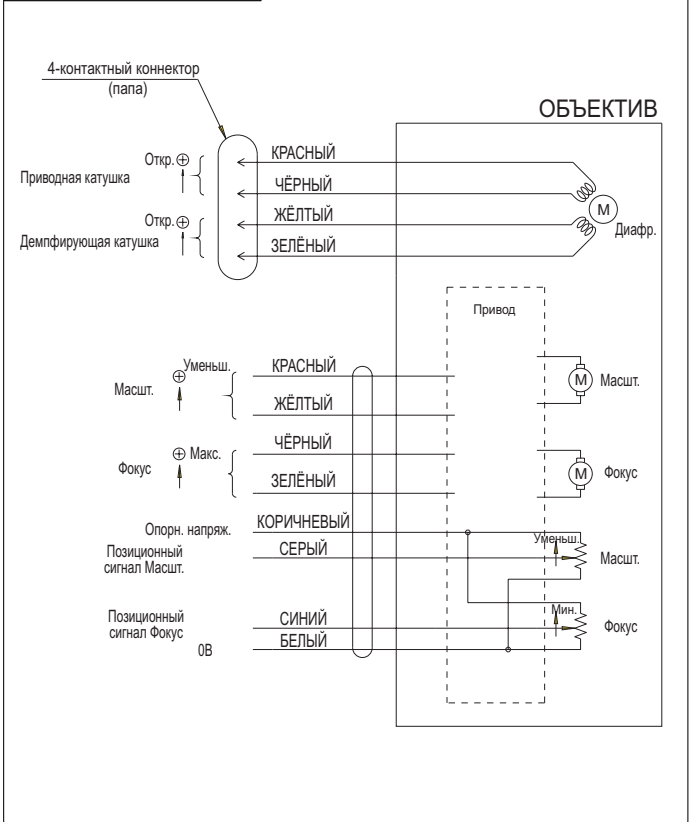 4-контактный коннектор
(папа)
ОБЪЕКТИВ
КРАСНЫЙ
Откр.
Приводная катушка
ЧЁРНЫЙ
ЖЁЛТЫЙ
Откр.
Демпфирующая катушка
ЗЕЛЁНЫЙ
M
Диафр.
Привод
Уменьш.
КРАСНЫЙ
Масшт.
M
Масшт.
ЖЁЛТЫЙ
ЧЁРНЫЙ
Макс.
Фокус
M
Фокус
ЗЕЛЁНЫЙ
КОРИЧНЕВЫЙ
Опорн. напряж.
Уменьш.
СЕРЫЙ
Позиционный
сигнал Масшт.
Масшт.
Мин.
Позиционный
сигнал Фокус
СИНИЙ
Фокус
БЕЛЫЙ
0В